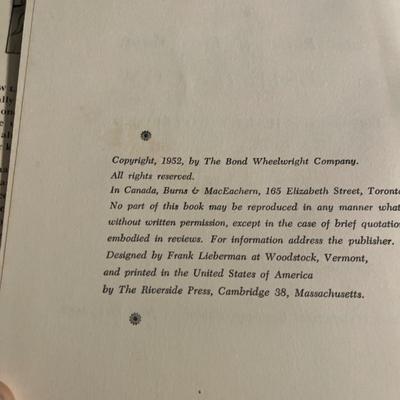 Copyright, 1952, by The Bond Wheelwright Company.
All rights reserved.
In Canada, Burns & MacEachern, 165 Elizabeth Street, Toronto
No part of this book may be reproduced in any manner what
without written permission, except in the case of brief quotation
embodied in reviews. For information address the publisher.
Designed by Frank Lieberman at Woodstock, Vermont,
and printed in the United States of America
by The Riverside Press, Cambridge 38, Massachusetts.